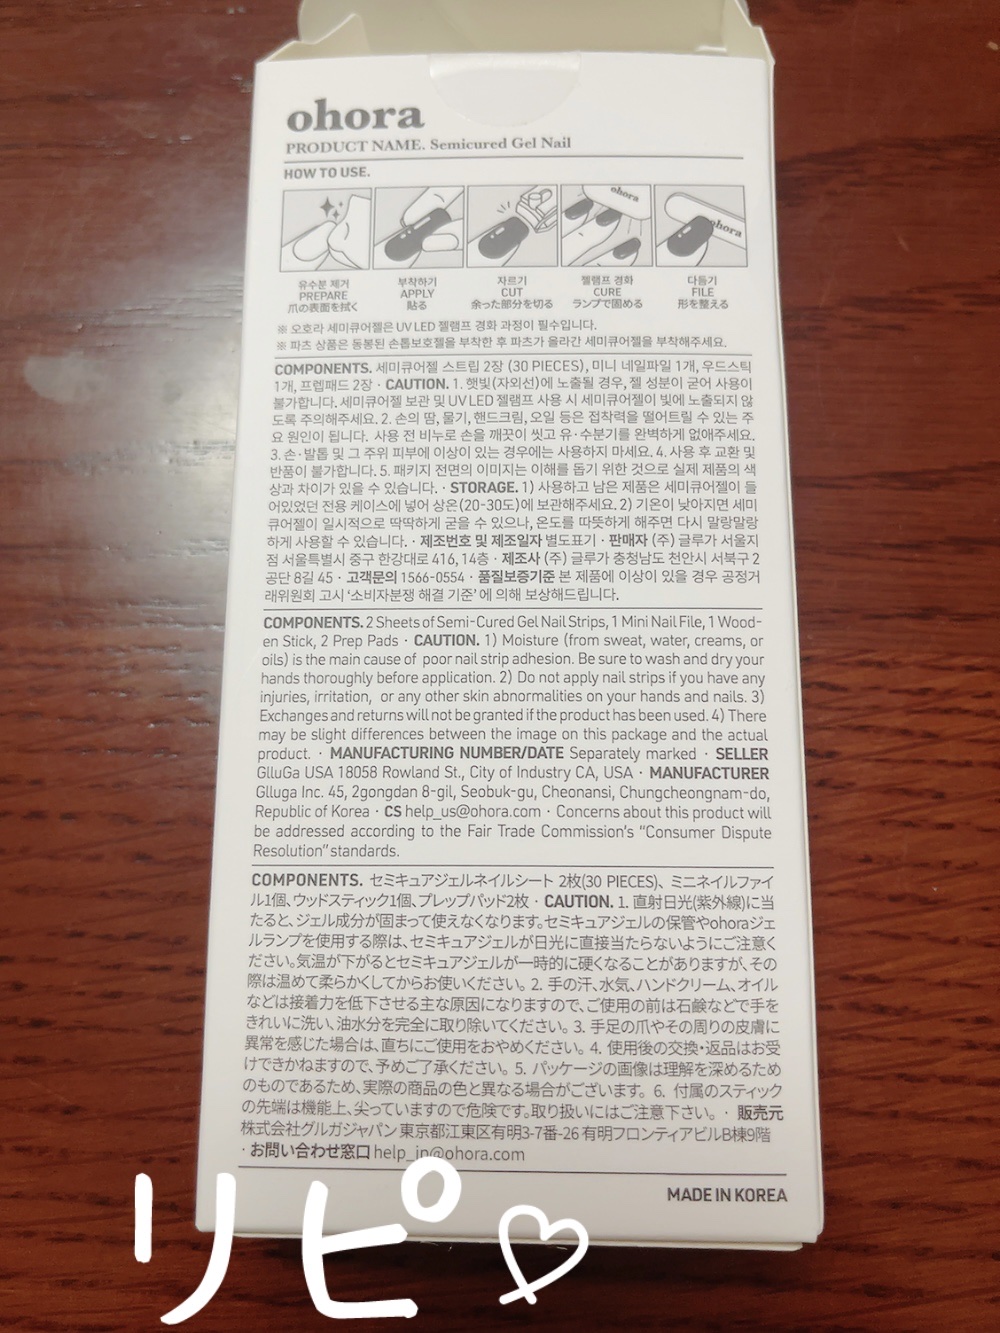 ohora
PRODUCT NAME. Semicured Gel Nail
HOW TO USE.
ohora
ohora
유수분 제거
PREPARE
爪の表面を拭く
부착하기
APPLY
貼る
자르기
CUT
余った部分を切る
젤램프 경화
CURE
ランプで固める
다듬기
FILE
形を整える
※ 오호라 세미큐어젤은 UV LED 젤램프 경화 과정이 필수입니다.
※ 파츠 상품은 동봉된 손톱보호젤을 부착한 후 파츠가 올라간 세미큐어젤을 부착해주세요.
COMPONENTS. 세미큐어젤 스트립 2장 (30 PIECES), 미니 네일파일 1개, 우드스틱
1개, 프렙패드 2장 · CAUTION. 1. 햇빛(자외선)에 노출될 경우, 젤 성분이 굳어 사용이
불가합니다. 세미큐어젤 보관 및 UV LED 젤램프 사용 시 세미큐어젤이 빛에 노출되지 않
도록 주의해주세요. 2. 손의 땀, 물기, 핸드크림, 오일 등은 접착력을 떨어트릴 수 있는 주
요 원인이 됩니다. 사용 전 비누로 손을 깨끗이 씻고 유·수분기를 완벽하게 없애주세요.
3. 손·발톱 및 그 주위 피부에 이상이 있는 경우에는 사용하지 마세요. 4. 사용 후 교환 및
반품이 불가합니다. 5. 패키지 전면의 이미지는 이해를 돕기 위한 것으로 실제 제품의 색
상과 차이가 있을 수 있습니다. · STORAGE. 1) 사용하고 남은 제품은 세미큐어젤이 들
어있었던 전용 케이스에 넣어 상온(20-30도)에 보관해주세요. 2) 기온이 낮아지면 세미
큐어젤이 일시적으로 딱딱하게 굳을 수 있으나, 온도를 따뜻하게 해주면 다시 말랑말랑
하게 사용할 수 있습니다. · 제조번호 및 제조일자 별도표기 · 판매자 (주) 글루가 서울지
점 서울특별시 중구 한강대로 416, 14층 · 제조사 (주) 글루가 충청남도 천안시 서북구 2
공단 8길 45 · 고객문의 1566-0554 · 품질보증기준 본 제품에 이상이 있을 경우 공정거
래위원회 고시 '소비자분쟁 해결 기준' 에 의해 보상해드립니다.
COMPONENTS. 2 Sheets of Semi-Cured Gel Nail Strips, 1 Mini Nail File, 1 Wood-
en Stick, 2 Prep Pads · CAUTION. 1) Moisture (from sweat, water, creams, or
oils) is the main cause of poor nail strip adhesion. Be sure to wash and dry your
hands thoroughly before application. 2) Do not apply nail strips if you have any
injuries, irritation, or any other skin abnormalities on your hands and nails. 3)
Exchanges and returns will not be granted if the product has been used. 4) There
may be slight differences between the image on this package and the actual
product. · MANUFACTURING NUMBER/DATE Separately marked · SELLER
GlluGa USA 18058 Rowland St., City of Industry CA, USA · MANUFACTURER
Glluga Inc. 45, 2gongdan 8-gil, Seobuk-gu, Cheonansi, Chungcheongnam-do,
Republic of Korea · CS help_us@ohora.com · Concerns about this product will
be addressed according to the Fair Trade Commission's "Consumer Dispute
Resolution" standards.
COMPONENTS. セミキュアジェルネイルシート 2枚(30 PIECES)、ミニネイルファイ
ル1個、ウッドスティック1個、プレップパッド2枚 · CAUTION. 1. 直射日光(紫外線)に当
たると、ジェル成分が固まって使えなくなります。セミキュアジェルの保管やohoraジェ
ルランプを使用する際は、セミキュアジェルが日光に直接当たらないようにご注意く
ださい。気温が下がるとセミキュアジェルが一時的に硬くなることがありますが、その
際は温めて柔らかくしてからお使いください。 2. 手の汗、水気、ハンドクリーム、オイル
などは接着力を低下させる主な原因になりますので、ご使用の前は石鹸などで手を
きれいに洗い、油水分を完全に取り除いてください。 3. 手足の爪やその周りの皮膚に
異常を感じた場合は、直ちにご使用をおやめください。 4. 使用後の交換・返品はお受
けできかねますので、予めご了承ください。 5. パッケージの画像は理解を深めるため
のものであるため、実際の商品の色と異なる場合がございます。 6. 付属のスティック
の先端は機能上、尖っていますので危険です。取り扱いにはご注意下さい。 · 販売元
株式会社グルガジャパン 東京都江東区有明3-7番-26 有明フロンティアビルB棟9階
· お問い合わせ窓口 help_jp@ohora.com
MADE IN KOREA
リピ♡